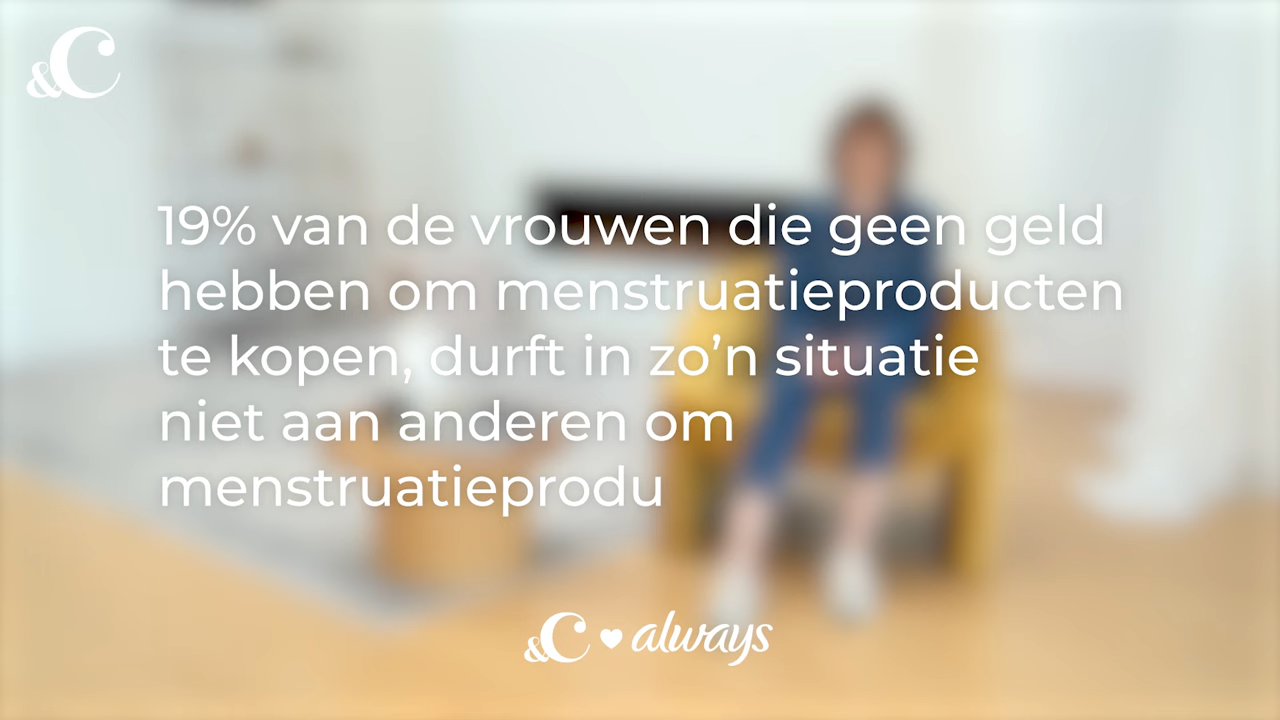 &C
19% van de vrouwen die geen geld
hebben om menstruatieproducten
te kopen, durft in zo’n situatie
niet aan anderen om
menstruatieprodu
&C always